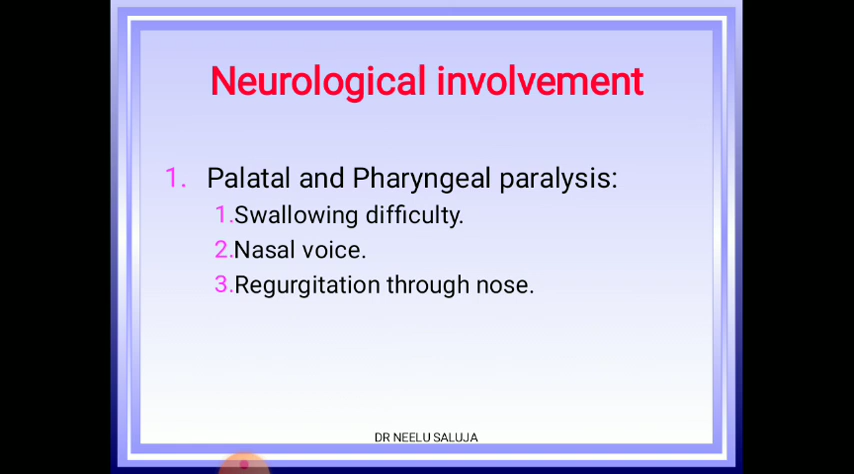 Neurological involvement
1. Palatal and Pharyngeal paralysis:
1.Swallowing difficulty.
2.Nasal voice.
3.Regurgitation through nose.
DR NEELU SALUJA